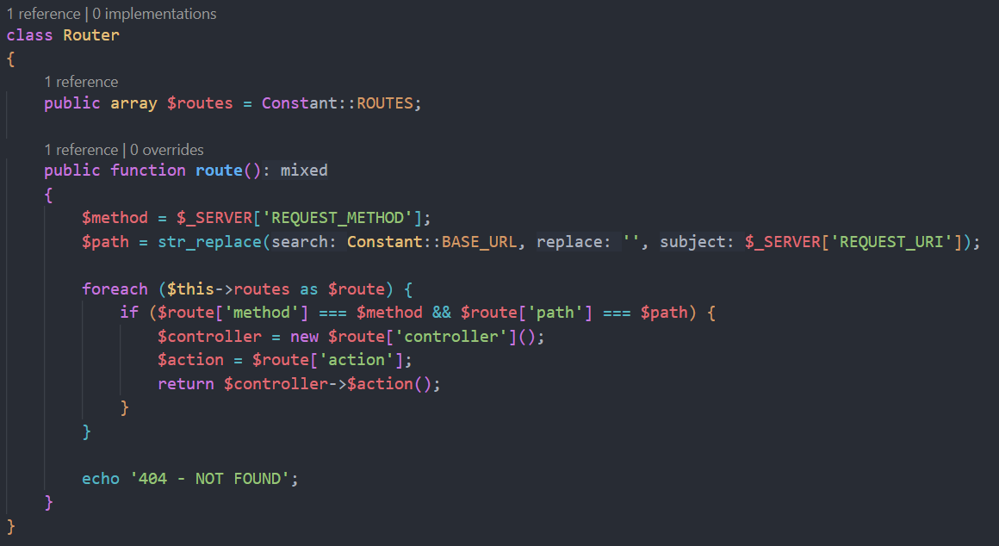 1 reference | 0 implementations
class Router
{
1 reference
public array $routes = Constant::ROUTES;
1 reference | 0 overrides
public function route(): mixed
{
$method = $_SERVER['REQUEST_METHOD'];
$path = str_replace(search: Constant::BASE_URL, replace: '', subject: $_SERVER['REQUEST_URI']);
foreach ($this->routes as $route) {
if ($route['method'] === $method && $route['path'] === $path) {
$controller = new $route['controller']();
$action = $route['action'];
return $controller->$action();
}
}
echo '404 - NOT FOUND';
}
}